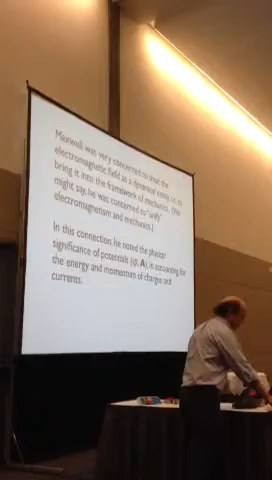 Maxwell was very concerned to treat the
electromagnetic field as a dynamical entity, i.e. to
bring it into the framework of mechanics. (We
might say, he was concerned to "unify"
electromagnetism and mechanics.)
In this connection, he noted the physical
significance of potentials (φ, A), in accounting for
the energy and momentum of charges and
currents.